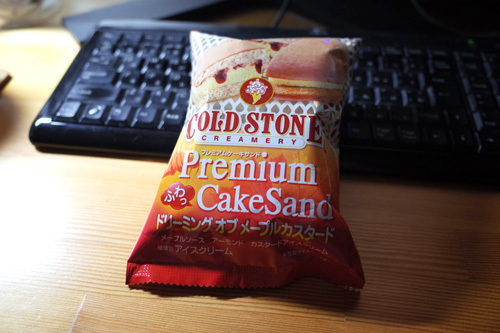 COLD STONE
CREAMERY
プレミアムケーキサンド
Premium
ふわっ
CakeSand
ドリーミング オブ メープルカスタード
メープルソース アーモンド カスタードアイスクリーム
アイスクリーム